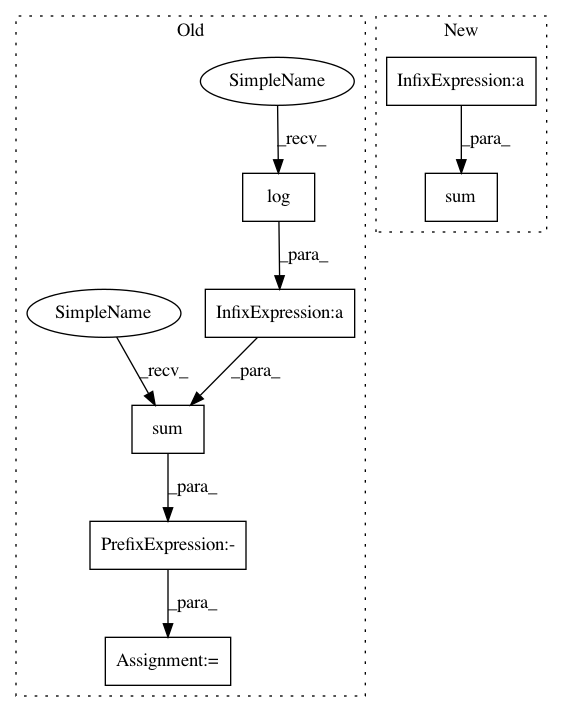 Old
SimpleName
_recv_
log
_para_
SimpleName
InfixExpression:a
_recv_
_para_
sum
_para_
PrefixExpression:-
_para_
Assignment:=
New
InfixExpression:a
_para_
sum